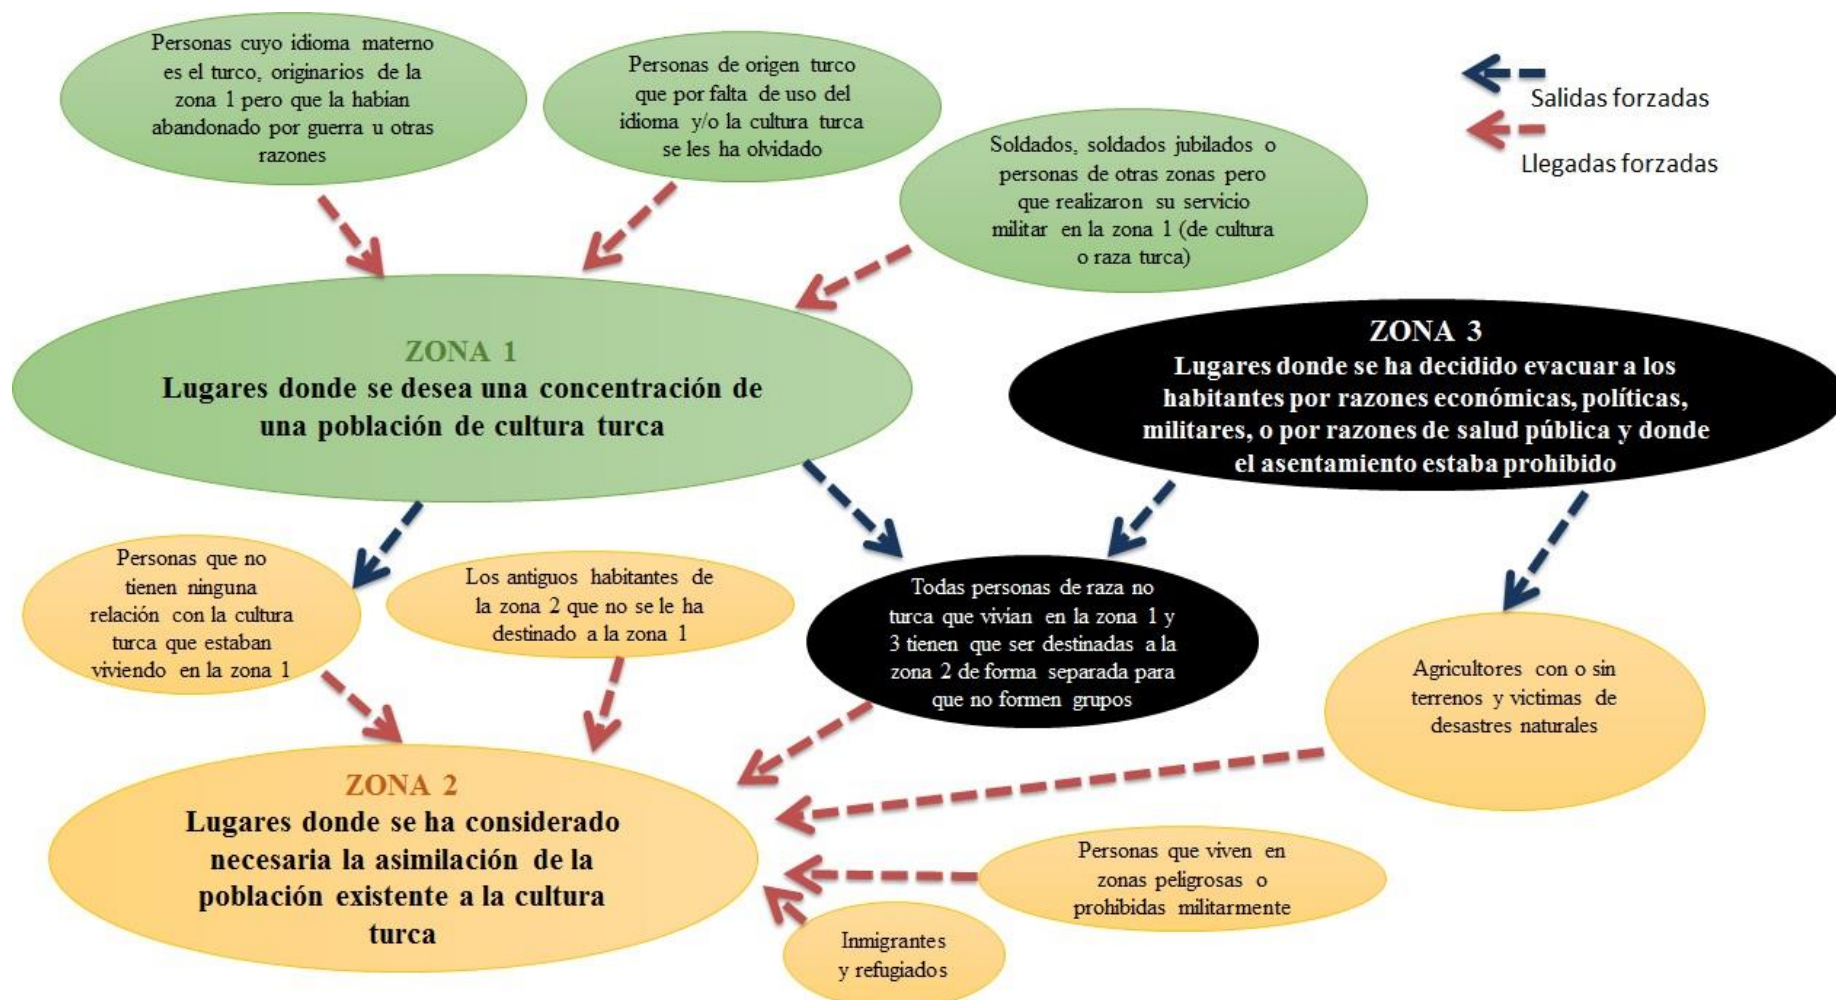 Personas cuyo idioma materno
es el turco, originarios de la
zona 1 pero que la habían
abandonado por guerra u otras
razones
Personas de origen turco
que por falta de uso del
idioma y/o la cultura turca
se les ha olvidado
Soldados, soldados jubilados o
personas de otras zonas pero
que realizaron su servicio
militar en la zona 1 (de cultura
o raza turca)
Salidas forzadas
Llegadas forzadas
ZONA 1
Lugares donde se desea una concentración de
una población de cultura turca
ZONA 3
Lugares donde se ha decidido evacuar a los
habitantes por razones económicas, políticas,
militares, o por razones de salud pública y donde
el asentamiento estaba prohibido
Personas que no
tienen ninguna
relación con la cultura
turca que estaban
viviendo en la zona 1
Los antiguos habitantes de
la zona 2 que no se le ha
destinado a la zona 1
Todas personas de raza no
turca que vivían en la zona 1 y
3 tienen que ser destinadas a la
zona 2 de forma separada para
que no formen grupos
Agricultores con o sin
terrenos y victimas de
desastres naturales
ZONA 2
Lugares donde se ha considerado
necesaria la asimilación de la
población existente a la cultura
turca
Personas que viven en
zonas peligrosas o
prohibidas militarmente
Inmigrantes
y refugiados